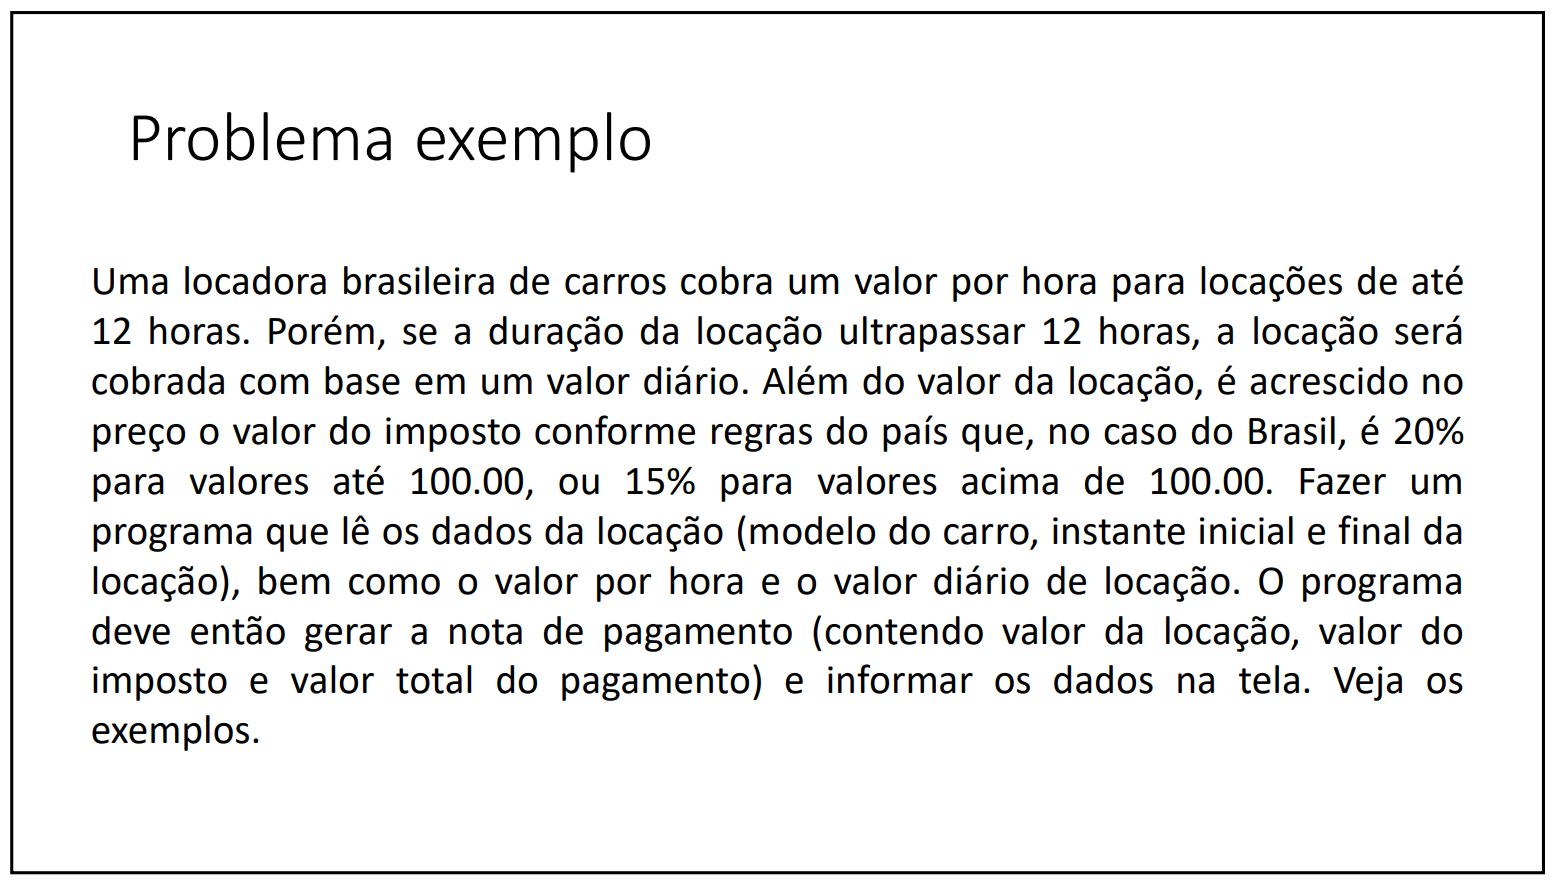 Problema exemplo
Uma locadora brasileira de carros cobra um valor por hora para locações de até
12 horas. Porém, se a duração da locação ultrapassar 12 horas, a locação será
cobrada com base em um valor diário. Além do valor da locação, é acrescido no
preço o valor do imposto conforme regras do país que, no caso do Brasil, é 20%
para valores até 100.00, ou 15% para valores acima de 100.00. Fazer um
programa que lê os dados da locação (modelo do carro, instante inicial e final da
locação), bem como o valor por hora e o valor diário de locação. O programa
deve então gerar a nota de pagamento (contendo valor da locação, valor do
imposto e valor total do pagamento) e informar os dados na tela. Veja os
exemplos.